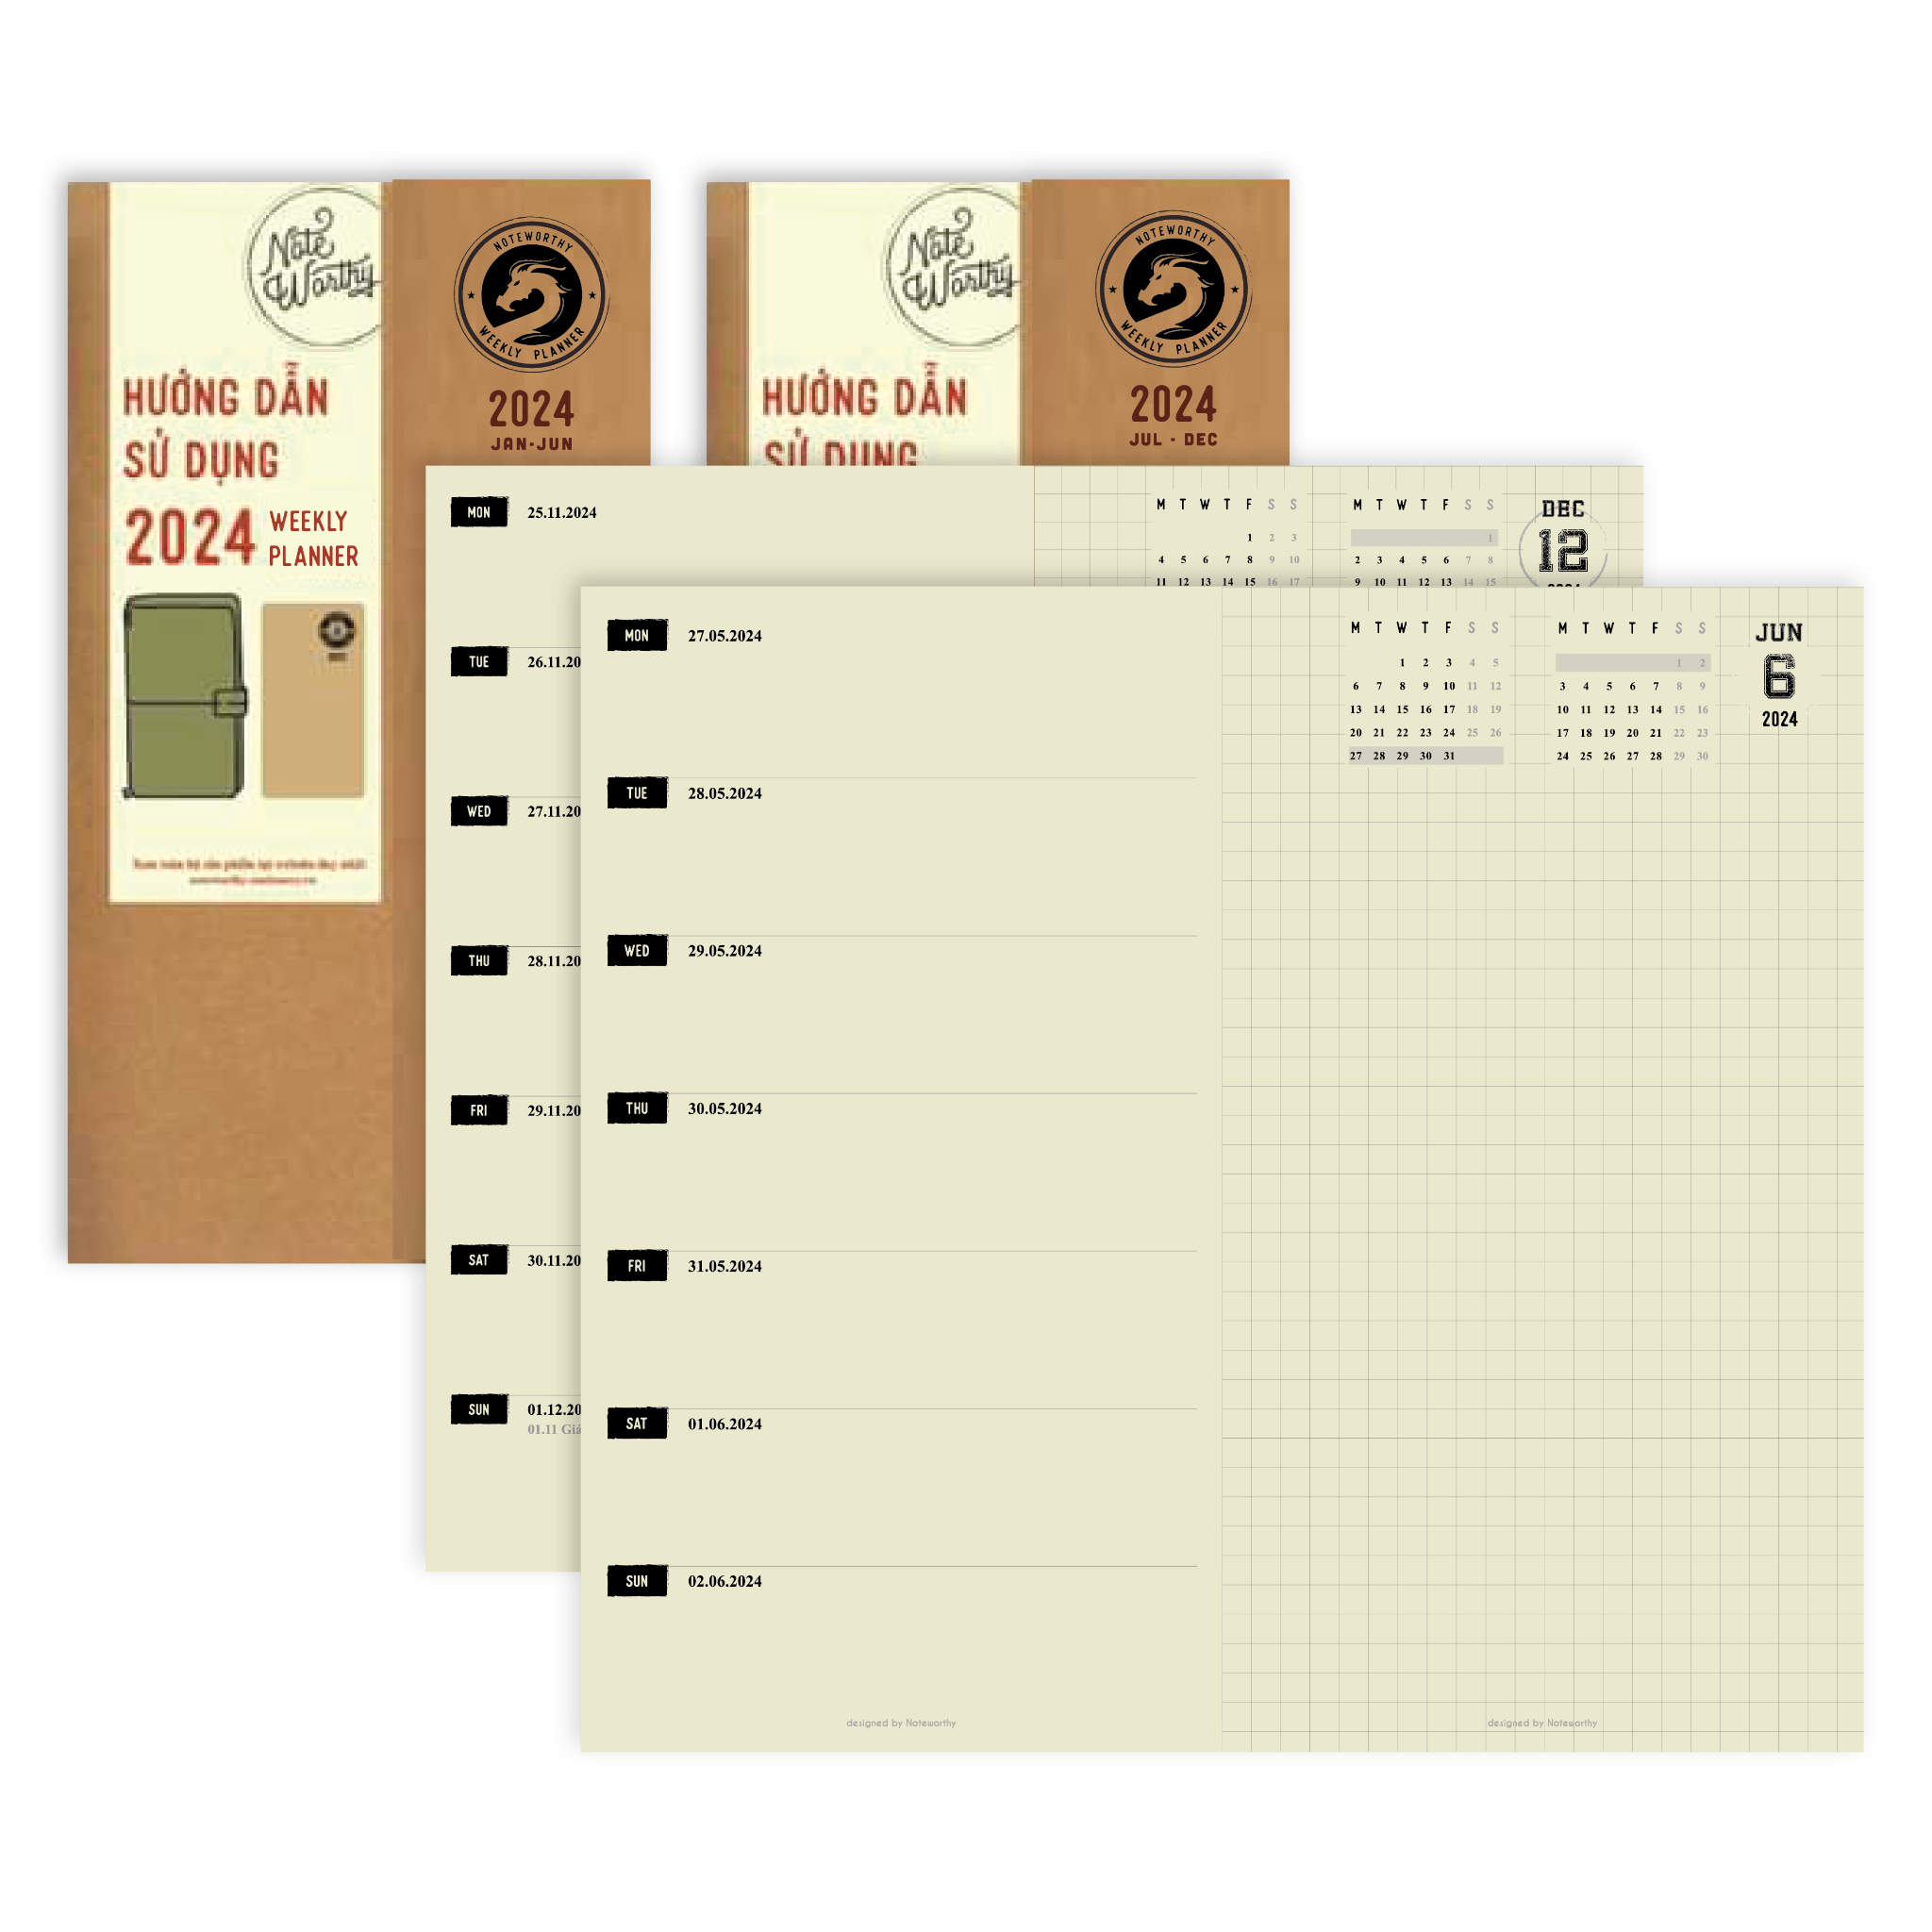 Note
Worthy
HƯỚNG DẪN
SỬ DỤNG
2024 WEEKLY
PLANNER
NOTEWORTHY
WEEKLY PLANNER
2024
JAN-JUN
Note
Worthy
HƯỚNG DẪN
SỬ DỤNG
NOTEWORTHY
WEEKLY PLANNER
2024
JUL - DEC
MON 25.11.2024
TUE 26.11.20
WED 27.11.20
THU 28.11.20
FRI 29.11.20
SAT 30.11.20
SUN 01.12.20
01.11 Giá
M T W T F S S
1 2 3
4 5 6 7 8 9 10
11 12 13 14 15 16 17
M T W T F S S
1
2 3 4 5 6 7 8
9 10 11 12 13 14 15
DEC
12
MON 27.05.2024
TUE 28.05.2024
WED 29.05.2024
THU 30.05.2024
FRI 31.05.2024
SAT 01.06.2024
SUN 02.06.2024
designed by Noteworthy
M T W T F S S
1 2 3 4 5
6 7 8 9 10 11 12
13 14 15 16 17 18 19
20 21 22 23 24 25 26
27 28 29 30 31
M T W T F S S
1 2
3 4 5 6 7 8 9
10 11 12 13 14 15 16
17 18 19 20 21 22 23
24 25 26 27 28 29 30
JUN
6
2024
designed by Noteworthy